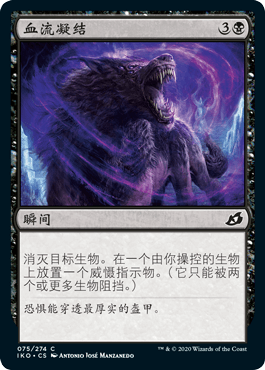 血流凝结 3
瞬间
消灭目标生物。在一个由你操控的生物
上放置一个威慑指示物。（它只能被两
个或更多生物阻挡。）
恐惧能穿透最厚实的盔甲。
075/274 C
IKO • CS Antonio José Manzanedo
™ & © 2020 Wizards of the Coast